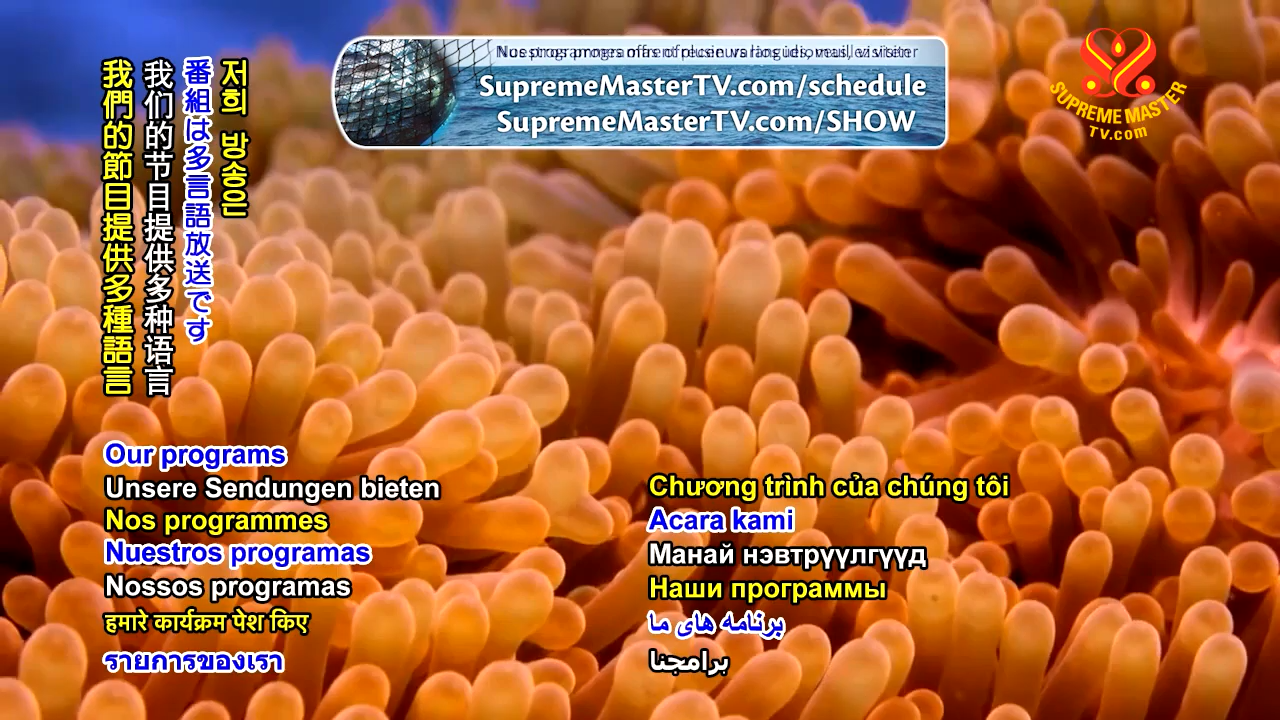 SupremeMasterTV.com/schedule
SupremeMasterTV.com/SHOW
SUPREME MASTER
TV.com
저희 방송은
番組は多言語放送です
我们的节目提供多种语言
我們的節目提供多種語言
Our programs
Unsere Sendungen bieten
Nos programmes
Nuestros programas
Nossos programas
हमारे कार्यक्रम पेश किए
รายการของเรา
Chương trình của chúng tôi
Acara kami
Манай нэвтрүүлгүүд
Наши программы
برنامه های ما
برامجنا